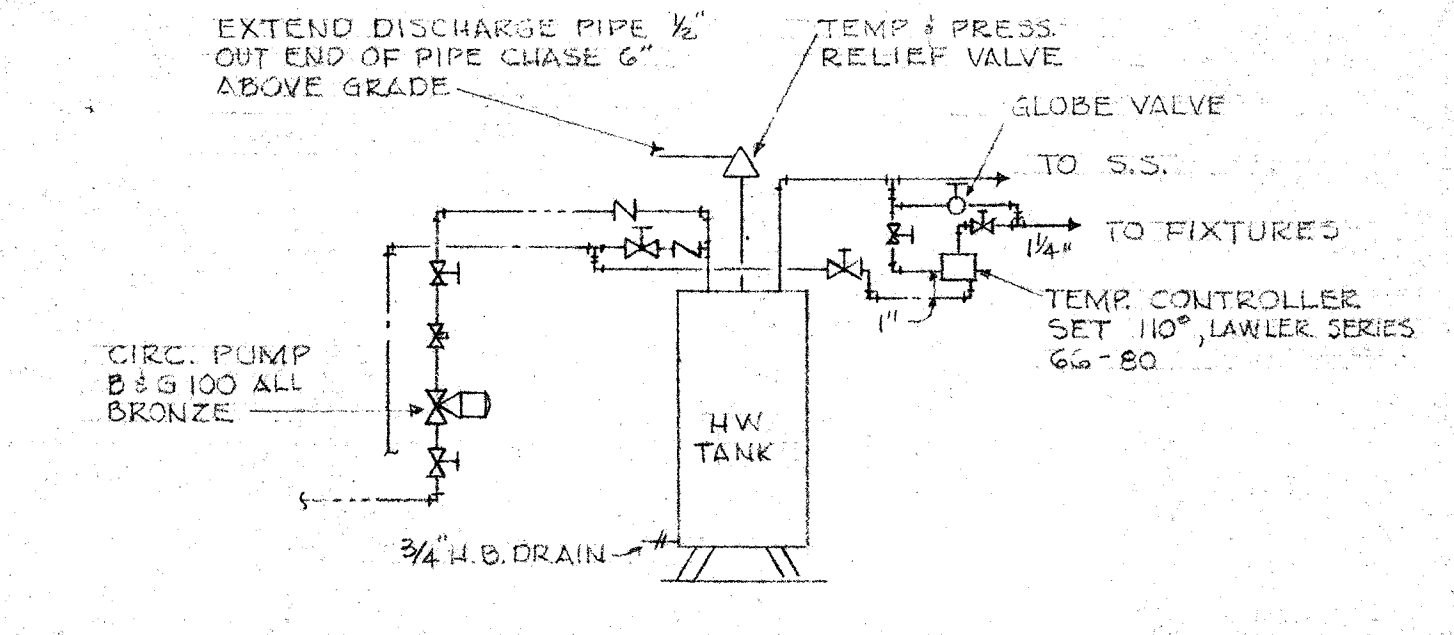 EXTEND DISCHARGE PIPE 1/2"
OUT END OF PIPE CHASE 6"
ABOVE GRADE
TEMP & PRESS.
RELIEF VALVE
GLOBE VALVE
TO S.S.
TO FIXTURES
1 1/4"
1"
TEMP. CONTROLLER
SET 110°, LAWLER SERIES
66-80
CIRC. PUMP
B & G 100 ALL
BRONZE
HW
TANK
3/4" H.B. DRAIN